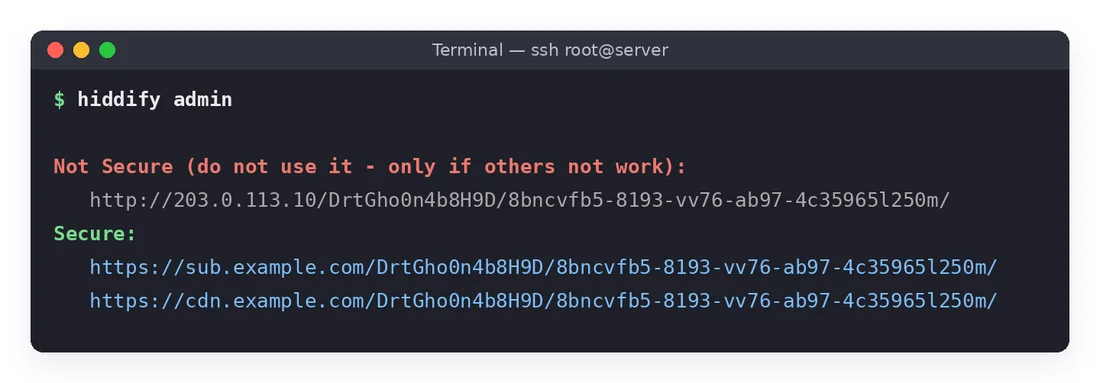 Terminal — ssh root@server
$ hiddify admin
Not Secure (do not use it - only if others not work):
http://203.0.113.10/DrtGho0n4b8H9D/8bncvfb5-8193-vv76-ab97-4c35965l250m/
Secure:
https://sub.example.com/DrtGho0n4b8H9D/8bncvfb5-8193-vv76-ab97-4c35965l250m/
https://cdn.example.com/DrtGho0n4b8H9D/8bncvfb5-8193-vv76-ab97-4c35965l250m/